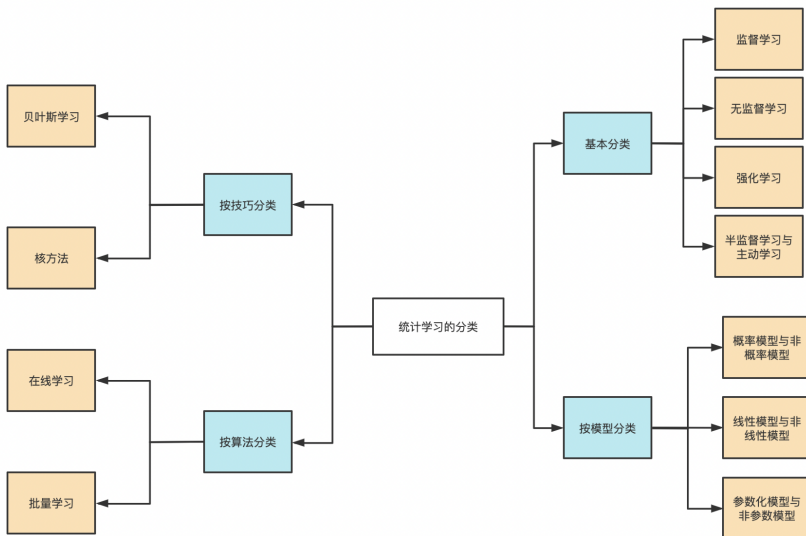 监督学习
贝叶斯学习
无监督学习
基本分类
按技巧分类
强化学习
核方法
半监督学习与
主动学习
统计学习的分类
概率模型与非
概率模型
在线学习
按算法分类
按模型分类
线性模型与非
线性模型
批量学习
参数化模型与
非参数模型